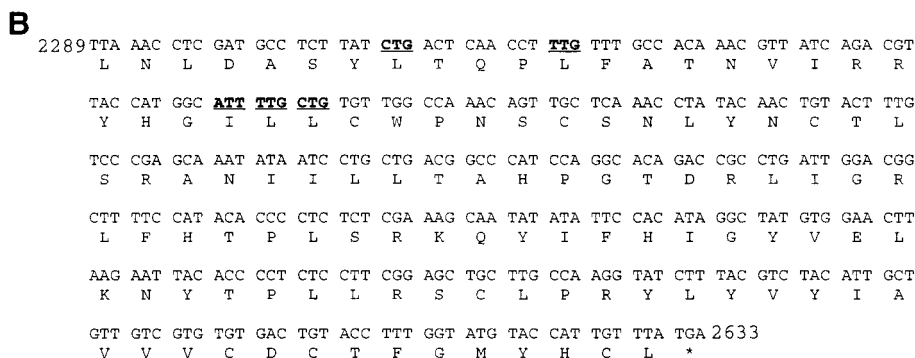 B
2289 TTA AAC CCT CGAT GCC TCT TAT CTG ACT CAA CCT TTG TTT GCC ACA AAC GTT ATC AGA CGT
L N L D A S Y L T Q P L F A T N V I R R
TAC CAT GGC ATT TTG CTG TGT TGG CCA AAC AGT TGC TCA AAC CTA TAC AAC TGT ACT TTG
Y H G I L L C W P N S C S N L Y N C T L
TCC CGA GCA AAT ATA ATC CTG CTG ACG GCC CAT CCA GGC ACA GAC CGC CTG ATT GGA CGG
S R A N I I L L T A H P G T D R L I G R
CTT TTC CAT ACA CCC CTC TCT CGA AAG CAA TAT ATA TTC CAC ATA GGC TAT GTG GAA CTT
L F H T P L S R K Q Y I F H I G Y V E L
AAG AAT TAC ACC CCT CTC CTT CGG AGC TGC TTG CCA AGG TAT CTT TAC GTC TAC ATT GCT
K N Y T P L L R S C L P R Y L Y V Y I A
GTT GTC GTG TGT GAC TGT ACC TTT GGT ATG TAC CAT TGT TTA TGA 2633
V V V C D C T F G M Y H C L *